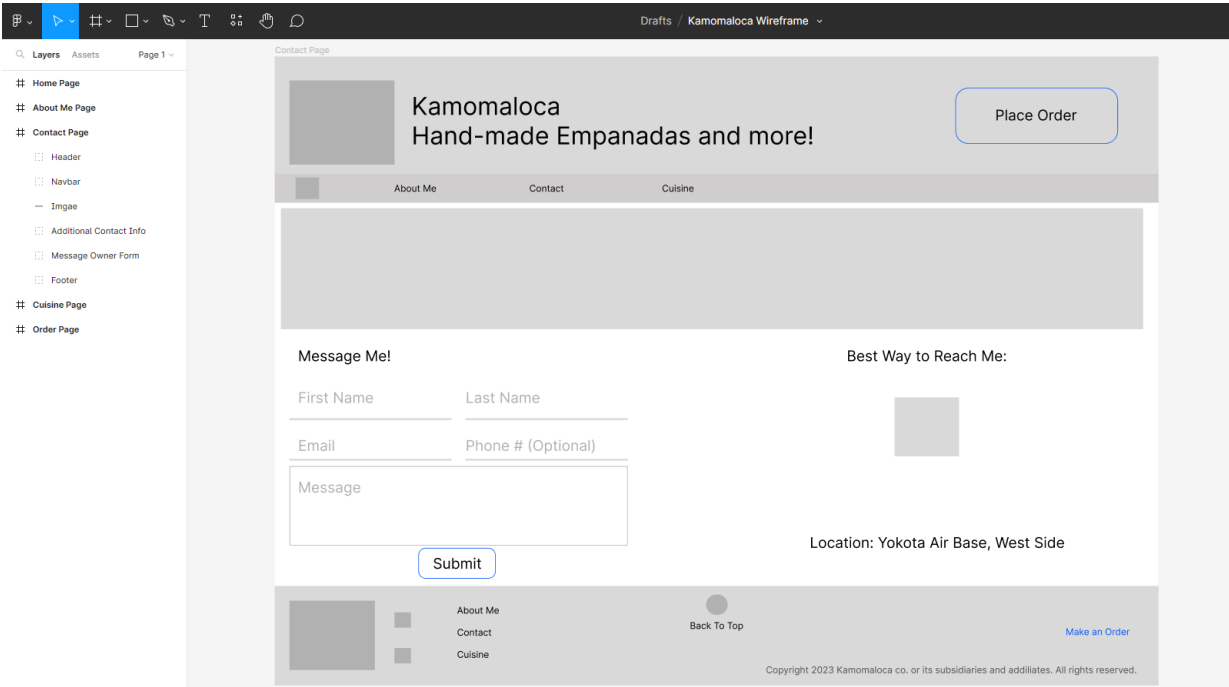 Drafts / Kamomaloca Wireframe
Layers Assets Page 1
Home Page
About Me Page
Contact Page
Header
Navbar
Imgae
Additional Contact Info
Message Owner Form
Footer
Cuisine Page
Order Page
Contact Page
Kamomaloca
Hand-made Empanadas and more!
Place Order
About Me Contact Cuisine
Message Me!
First Name Last Name
Email Phone # (Optional)
Message
Submit
Best Way to Reach Me:
Location: Yokota Air Base, West Side
About Me
Contact
Cuisine
Back To Top
Make an Order
Copyright 2023 Kamomaloca co. or its subsidiaries and addiliates. All rights reserved.